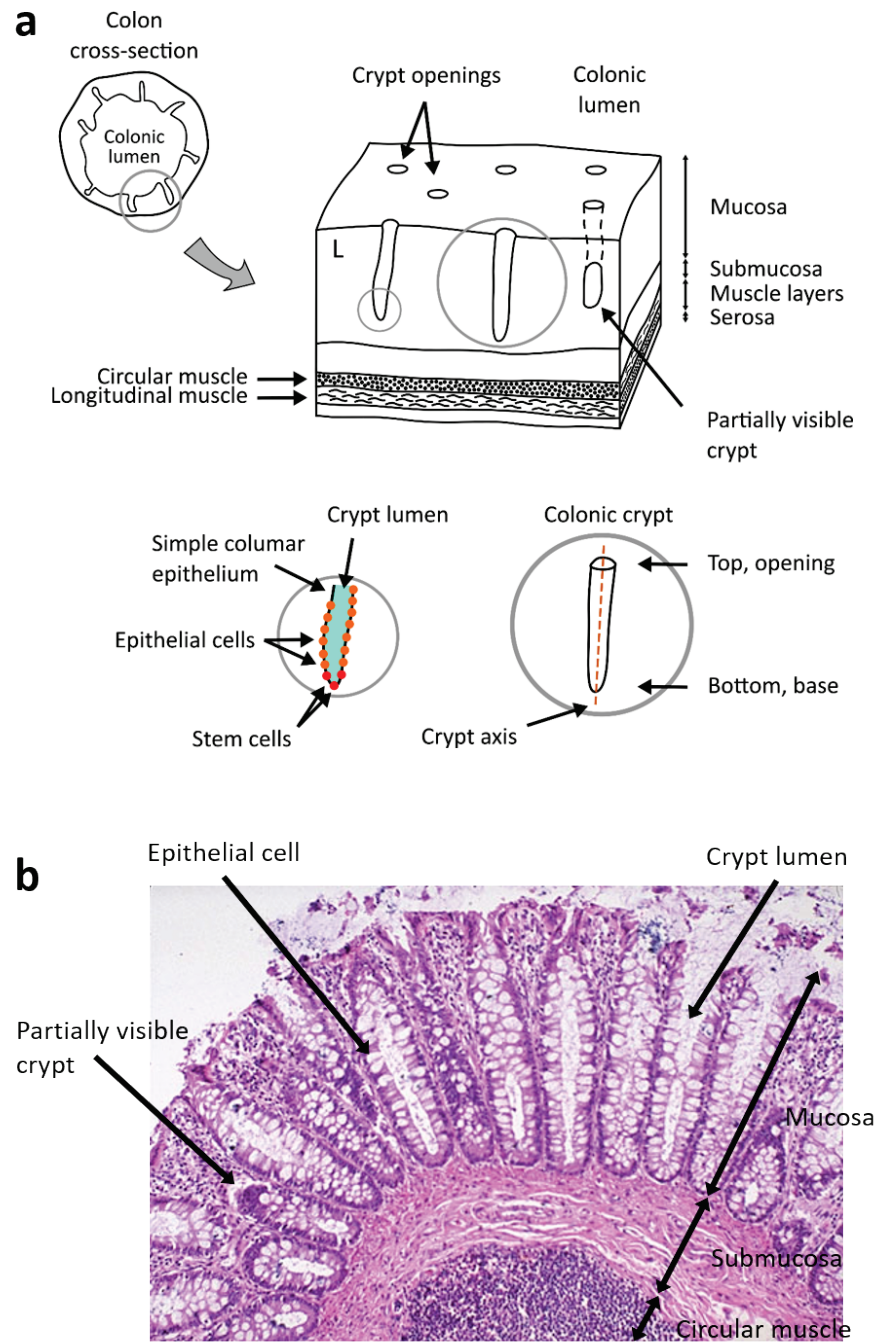 a
Colon
cross-section
Colonic
lumen
Crypt openings
Colonic
lumen
L
Mucosa
Submucosa
Muscle layers
Serosa
Circular muscle
Longitudinal muscle
Partially visible
crypt
Crypt lumen
Simple columar
epithelium
Epithelial cells
Stem cells
Colonic crypt
Top, opening
Bottom, base
Crypt axis
b
Epithelial cell
Crypt lumen
Partially visible
crypt
Mucosa
Submucosa
Circular muscle